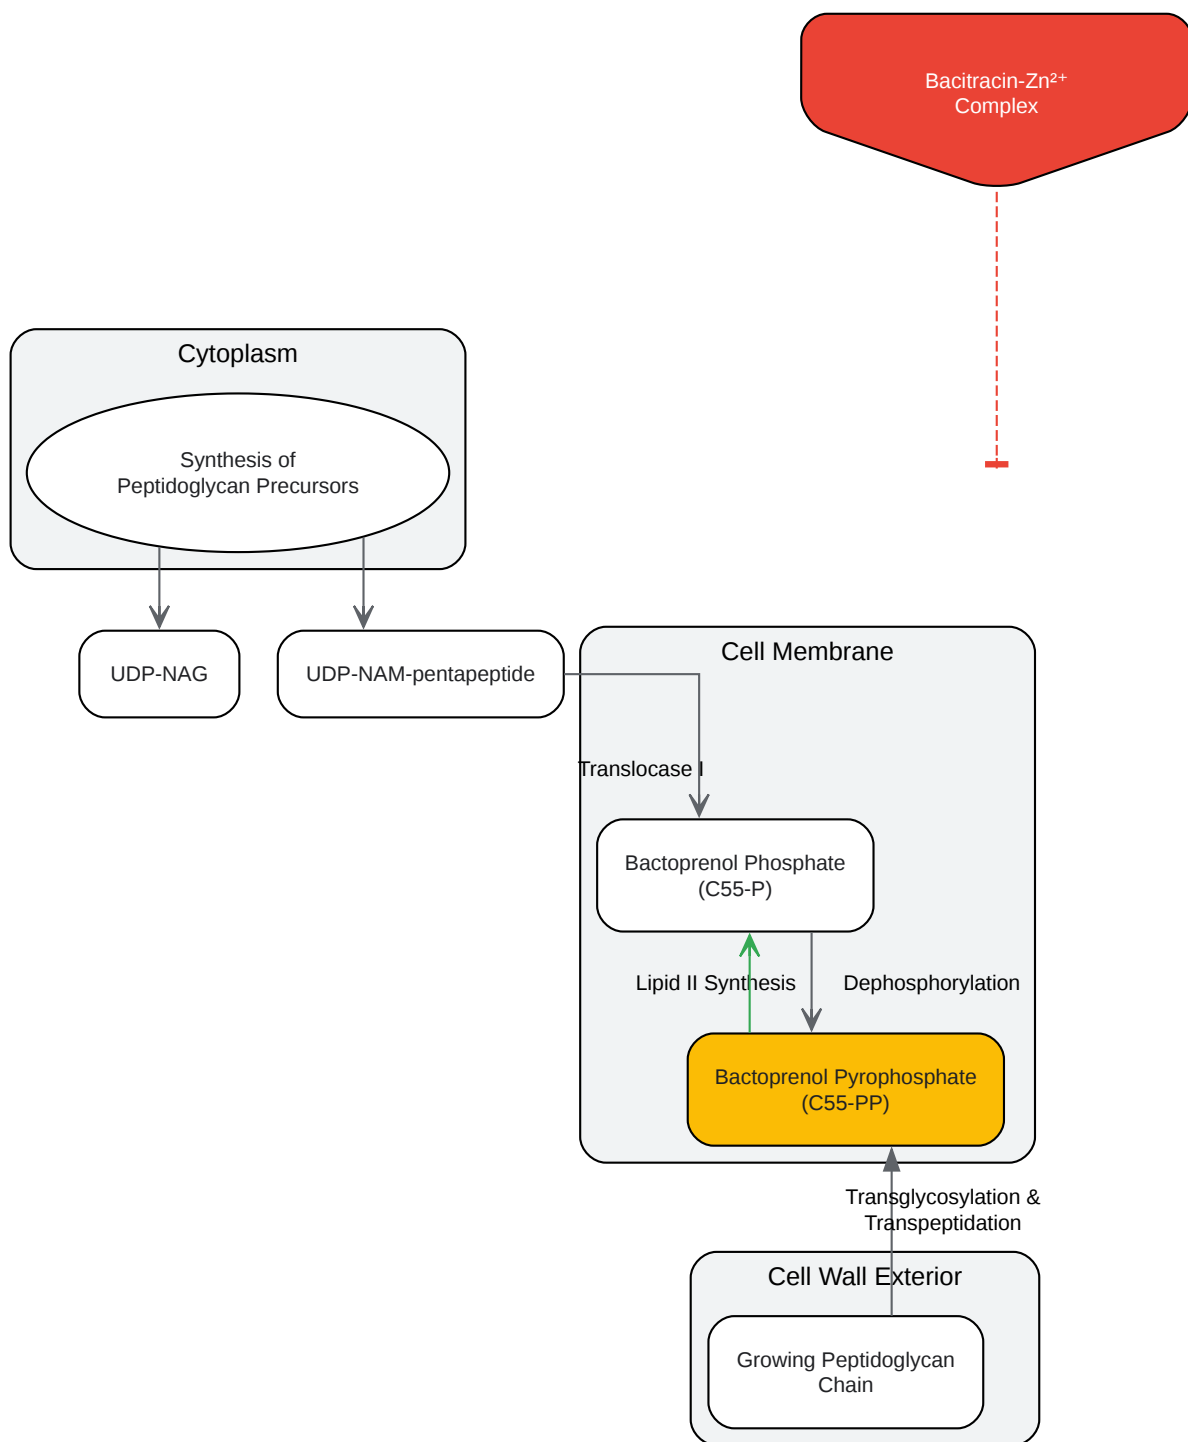 Bacitracin-Zn²⁺
Complex
Cytoplasm
Synthesis of
Peptidoglycan Precursors
UDP-NAG
UDP-NAM-pentapeptide
Cell Membrane
Translocase I
Bactoprenol Phosphate
(C55-P)
Lipid II Synthesis
Dephosphorylation
Bactoprenol Pyrophosphate
(C55-PP)
Transglycosylation &
Transpeptidation
Cell Wall Exterior
Growing Peptidoglycan
Chain